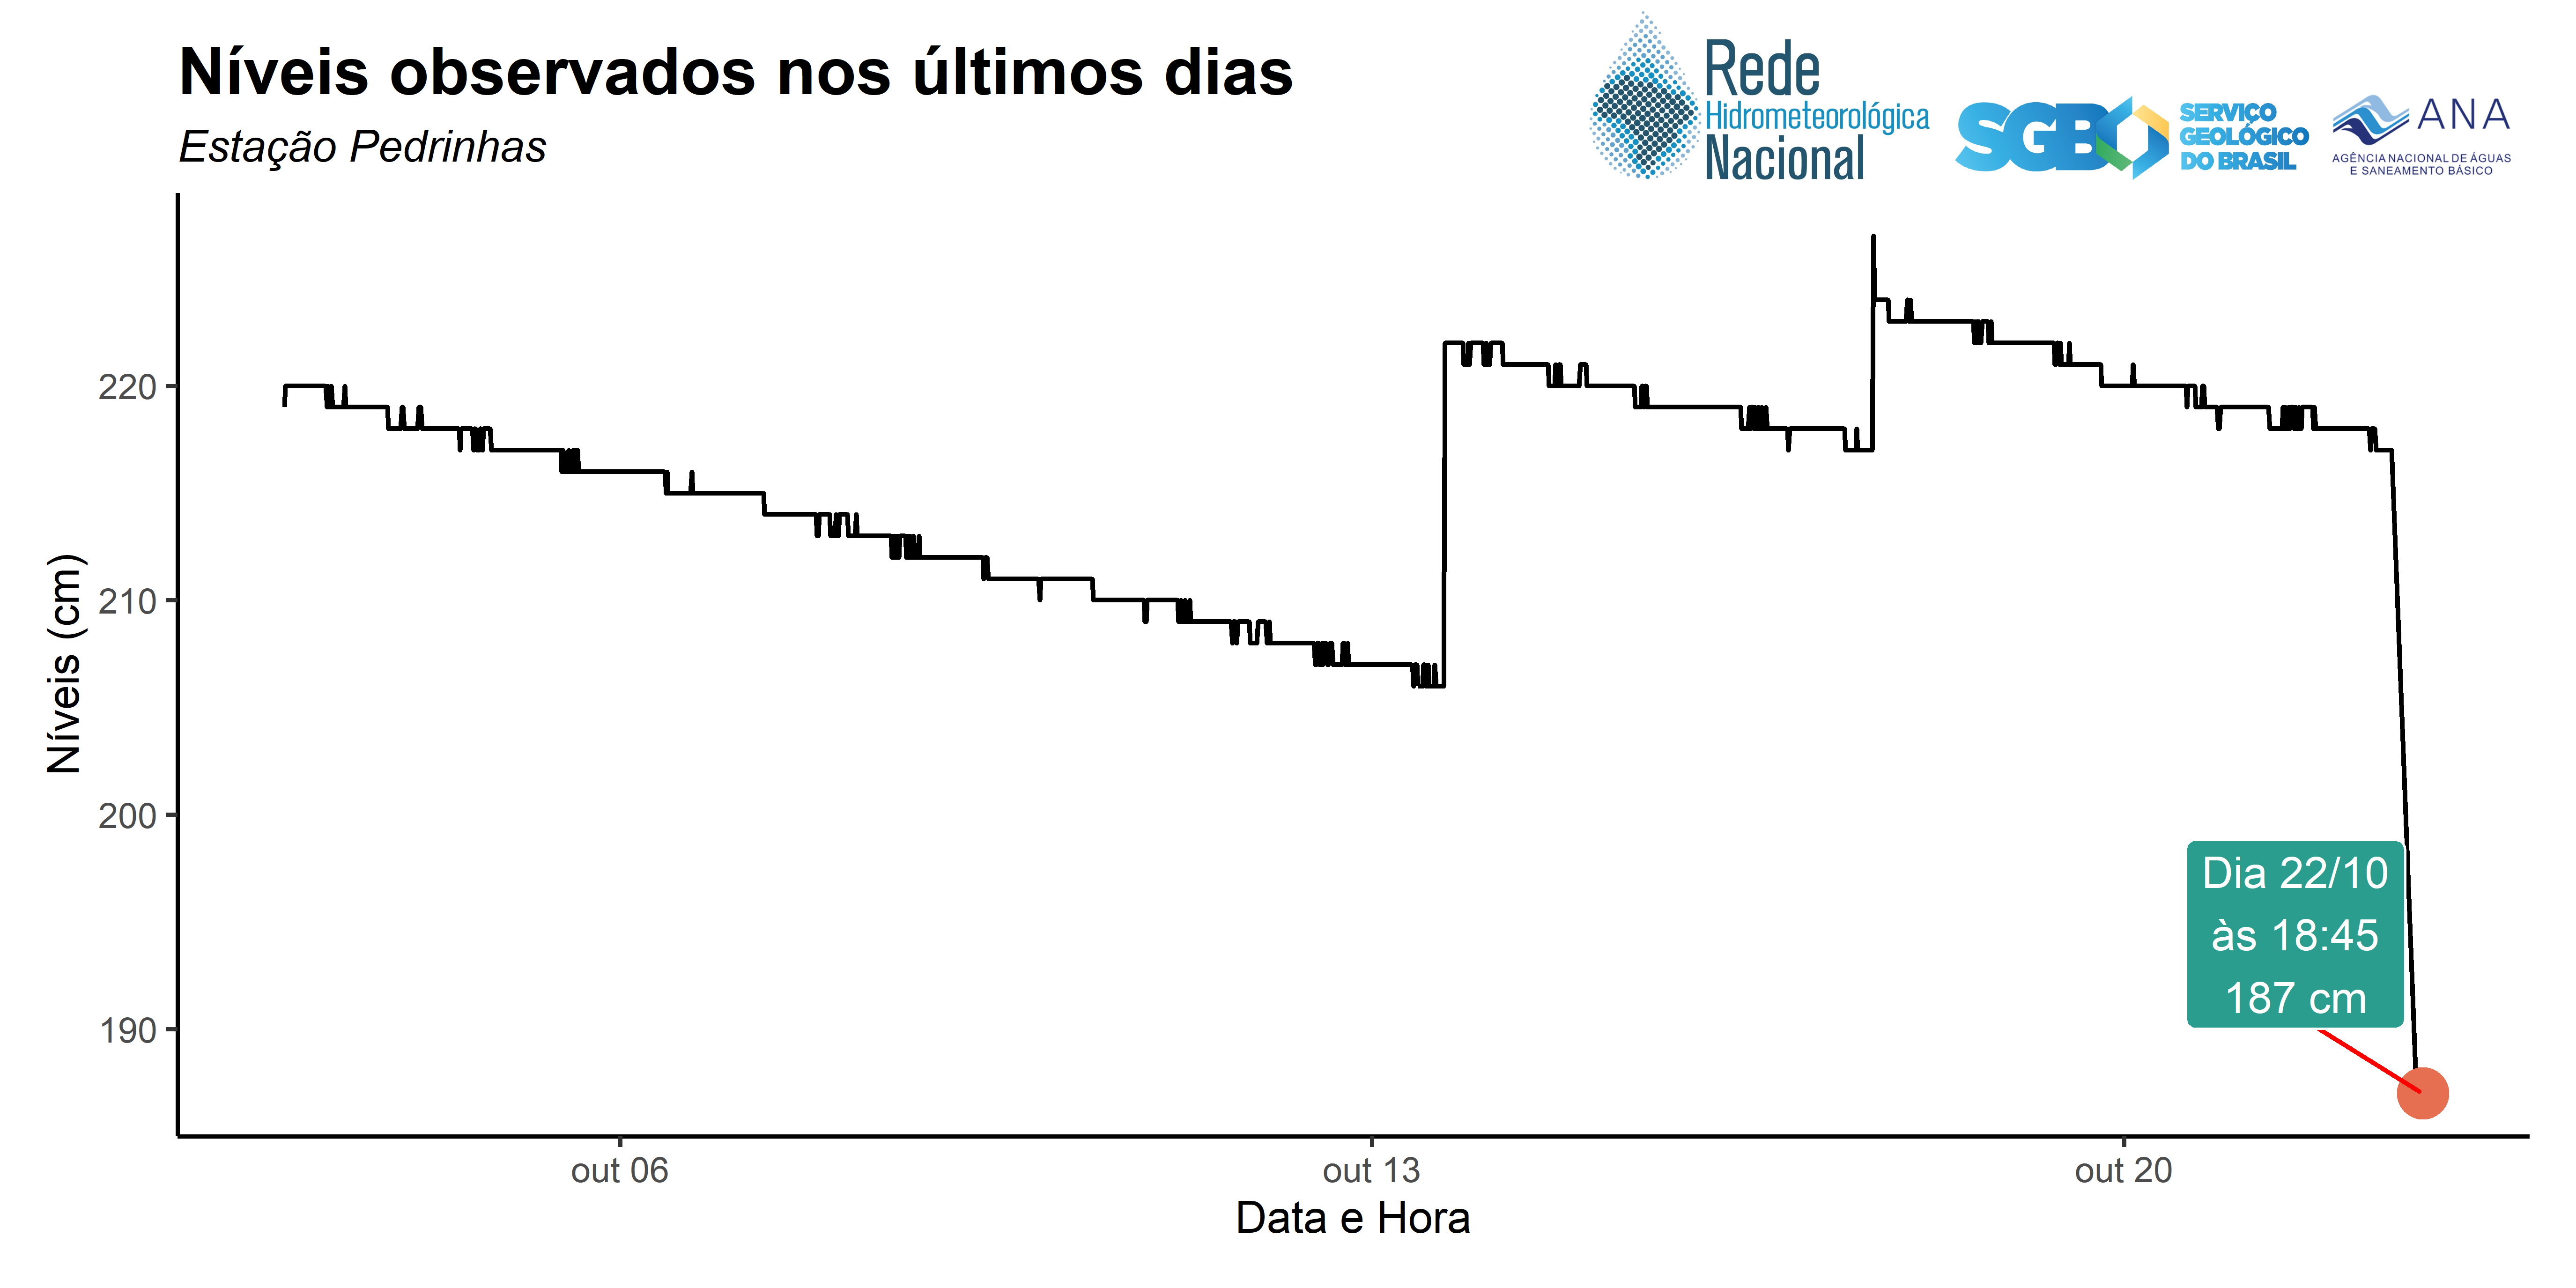 Níveis observados nos últimos dias
Estação Pedrinhas
Rede
Hidrometeorológica
Nacional
SGB
SERVIÇO
GEOLÓGICO
DO BRASIL
ANA
AGÊNCIA NACIONAL DE ÁGUAS
E SANEAMENTO BÁSICO
Níveis (cm)
220
210
200
190
Dia 22/10
às 18:45
187 cm
out 06
out 13
out 20
Data e Hora